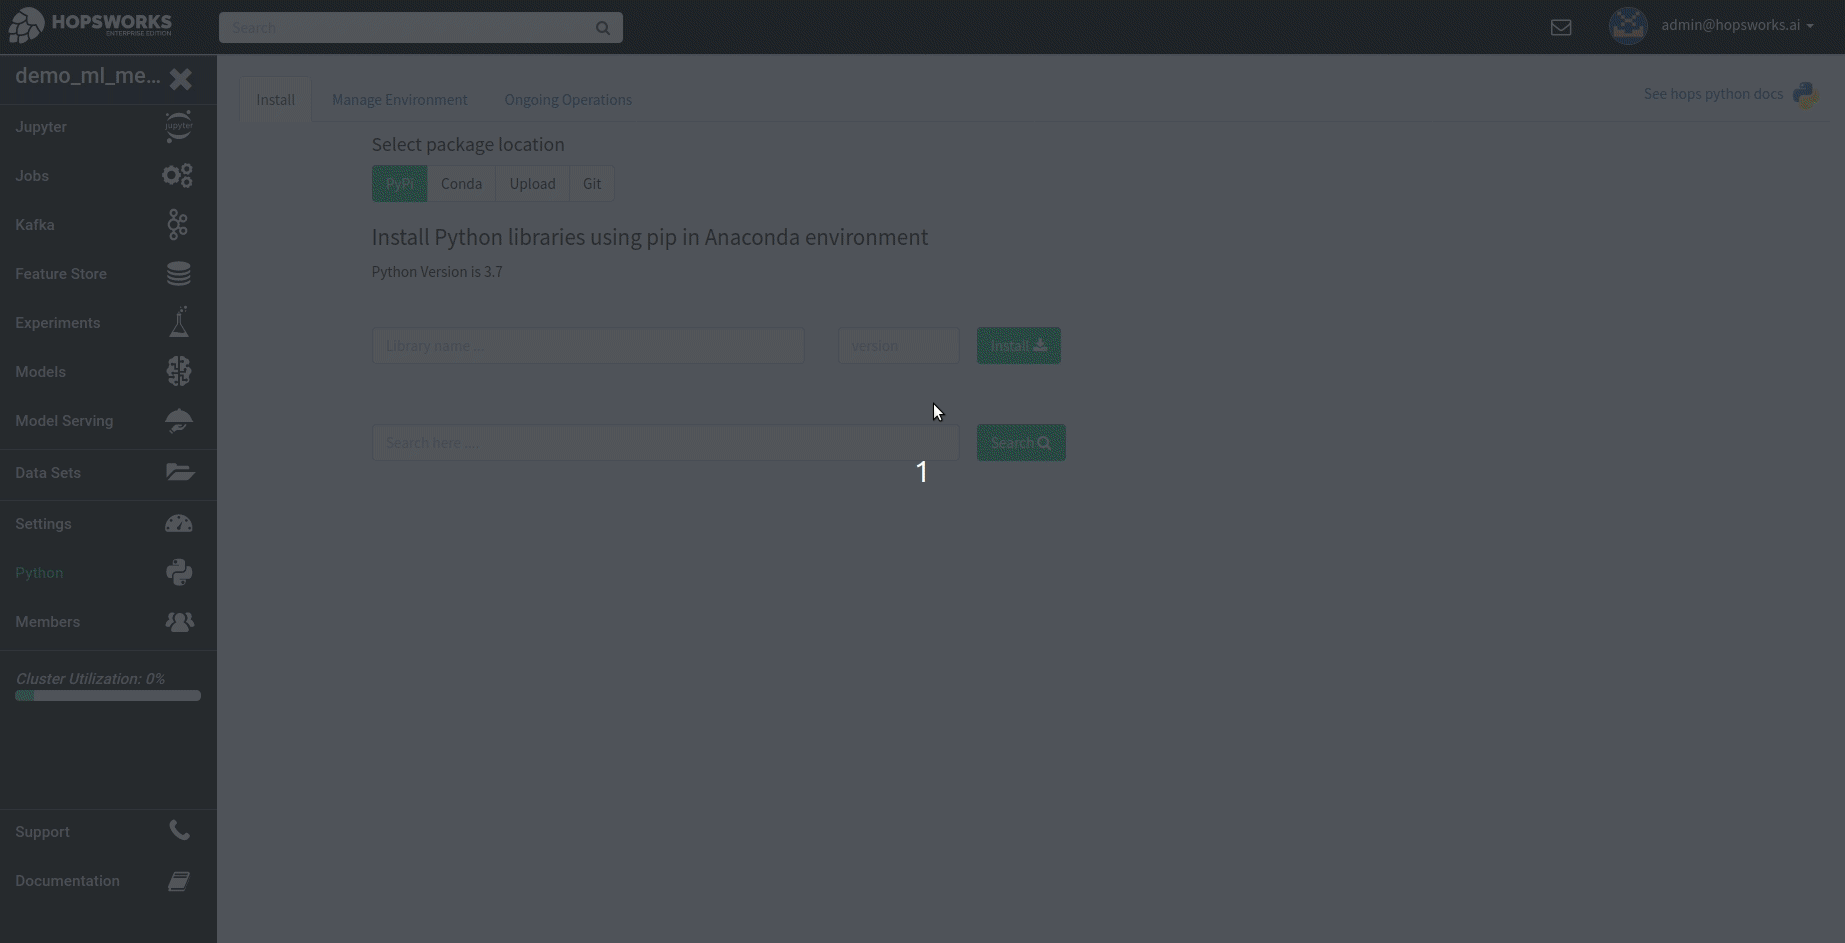 HOPSWORKS
ENTERPRISE EDITION
Search
admin@hopsworks.ai
demo_ml_me...
Jupyter
jupyter
Jobs
Kafka
Feature Store
Experiments
Models
Model Serving
Data Sets
Settings
Python
Members
Cluster Utilization: 0%
Support
Documentation
Install
Manage Environment
Ongoing Operations
See hops python docs
Select package location
PyPi
Conda
Upload
Git
Install Python libraries using pip in Anaconda environment
Python Version is 3.7
Library name ...
version
Install
Search here ....
Search
1